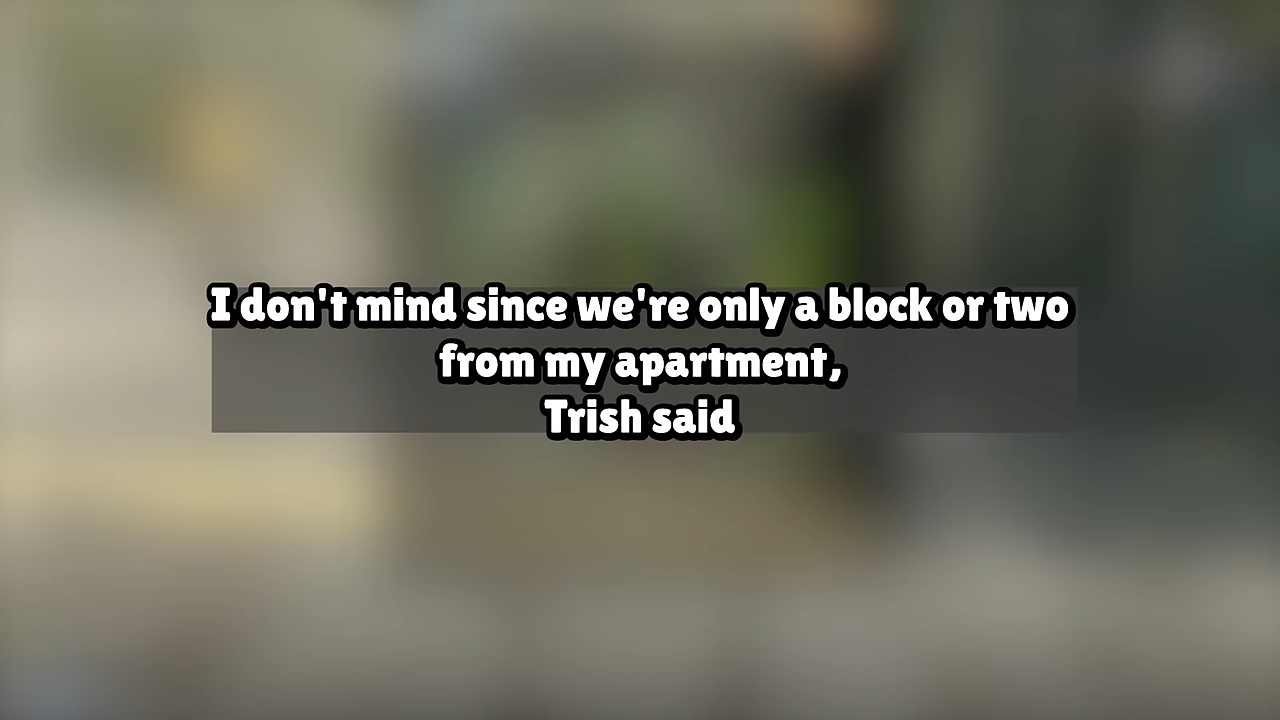 I don't mind since we're only a block or two
from my apartment,
Trish said